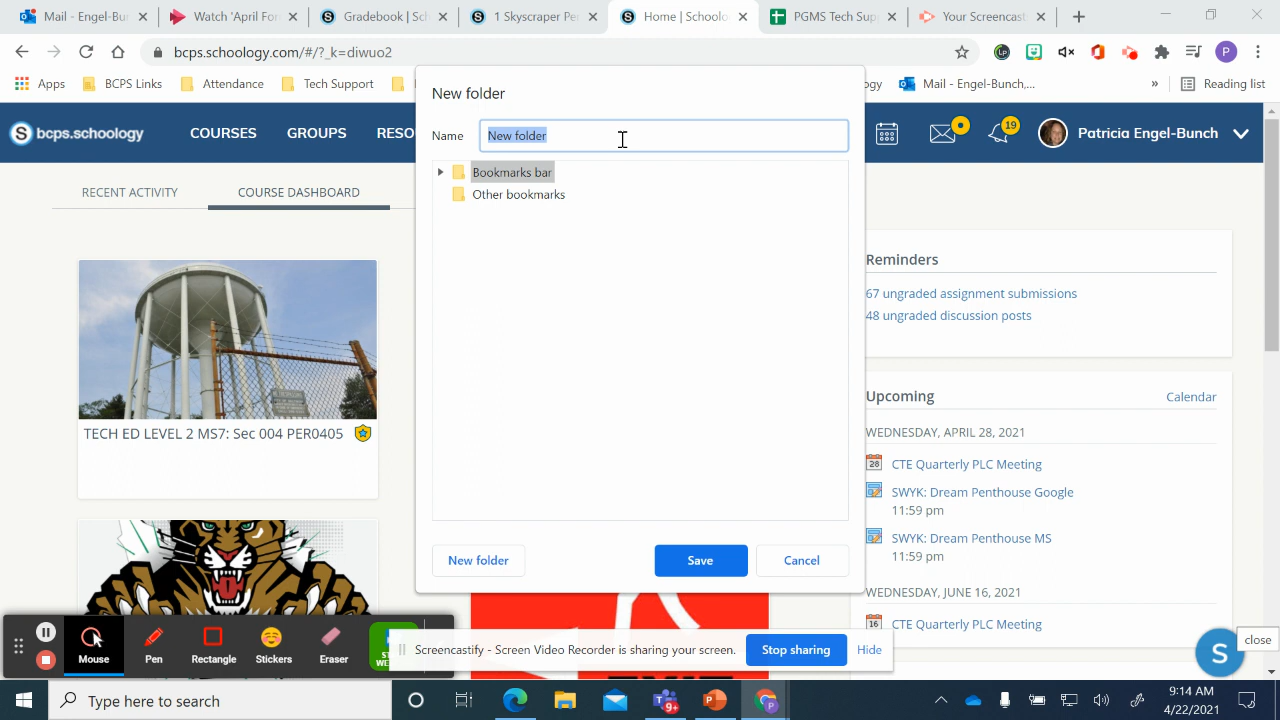 Mail - Engel-Bu
Watch 'April For
Gradebook | Sc
1 Skyscraper Per
Home | Schoolo
PGMS Tech Sup
Your Screencast
bcps.schoology.com/#/?_k=diwuo2
P
Apps
BCPS Links
Attendance
Tech Support
Mail - Engel-Bunch,...
»
Reading list
New folder
Name
New folder
Bookmarks bar
Other bookmarks
New folder
Save
Cancel
S bcps.schoology
COURSES
GROUPS
RESO
19
Patricia Engel-Bunch
RECENT ACTIVITY
COURSE DASHBOARD
TECH ED LEVEL 2 MS7: Sec 004 PER0405
Reminders
67 ungraded assignment submissions
48 ungraded discussion posts
Upcoming
Calendar
WEDNESDAY, APRIL 28, 2021
28
CTE Quarterly PLC Meeting
SWYK: Dream Penthouse Google
11:59 pm
SWYK: Dream Penthouse MS
11:59 pm
WEDNESDAY, JUNE 16, 2021
16
CTE Quarterly PLC Meeting
close
S
Mouse
Pen
Rectangle
Stickers
Eraser
Screencastify - Screen Video Recorder is sharing your screen.
Stop sharing
Hide
Type here to search
9+
9:14 AM
4/22/2021